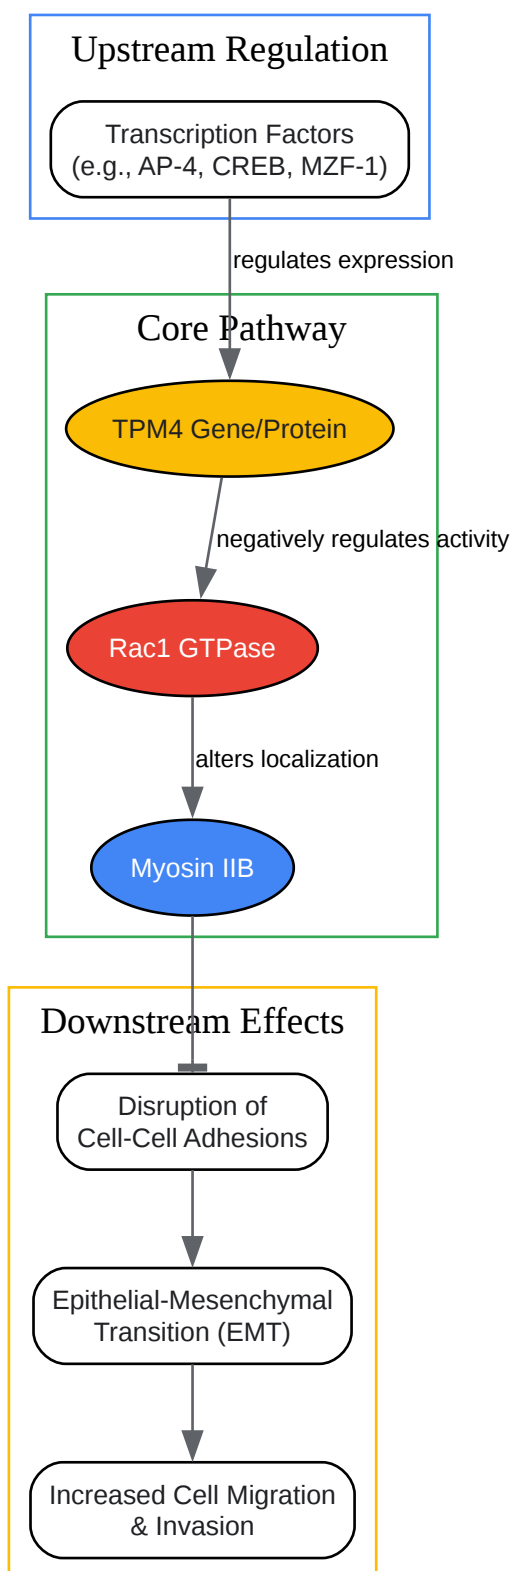 Upstream Regulation
Transcription Factors
(e.g., AP-4, CREB, MZF-1)
regulates expression
Core Pathway
TPM4 Gene/Protein
negatively regulates activity
Rac1 GTPase
alters localization
Myosin IIB
Downstream Effects
Disruption of
Cell-Cell Adhesions
Epithelial-Mesenchymal
Transition (EMT)
Increased Cell Migration
& Invasion